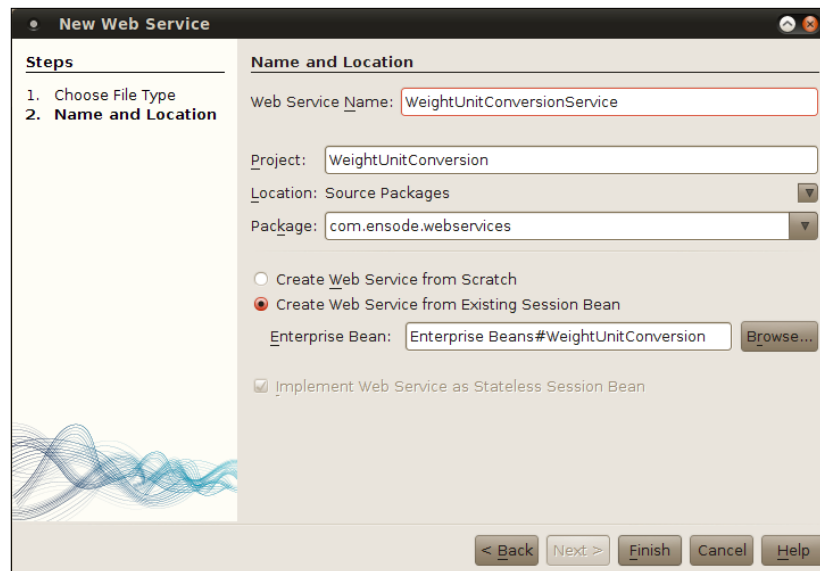 New Web Service
Steps
1. Choose File Type
2. Name and Location
Name and Location
Web Service Name: WeightUnitConversionService
Project: WeightUnitConversion
Location: Source Packages
Package: com.ensode.webservices
Create Web Service from Scratch
Create Web Service from Existing Session Bean
Enterprise Bean: Enterprise Beans#WeightUnitConversion Browse...
Implement Web Service as Stateless Session Bean
< Back Next > Finish Cancel Help